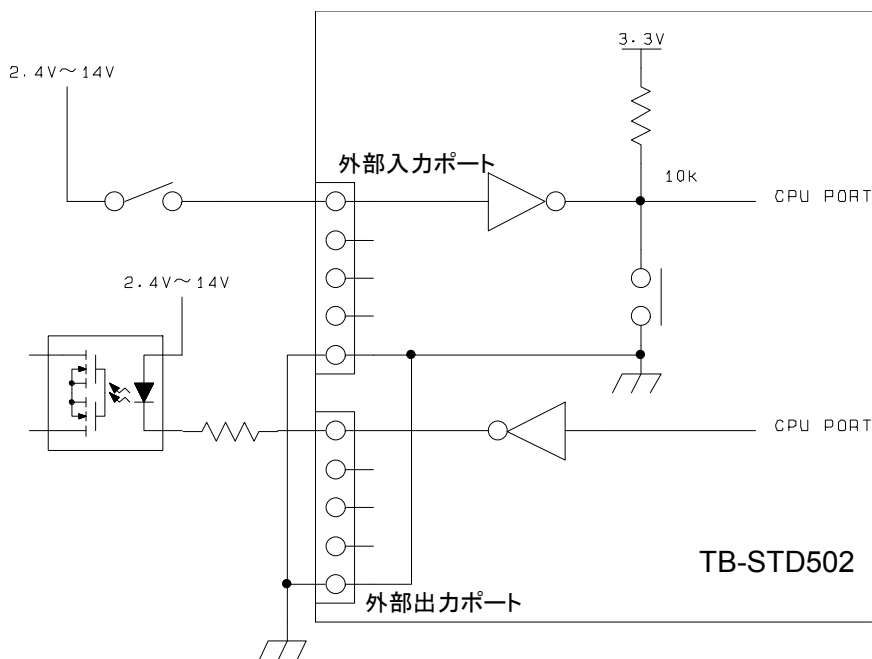 3.3V
2.4V～14V
外部入力ポート
10K
CPU PORT
2.4V～14V
CPU PORT
TB-STD502
外部出力ポート